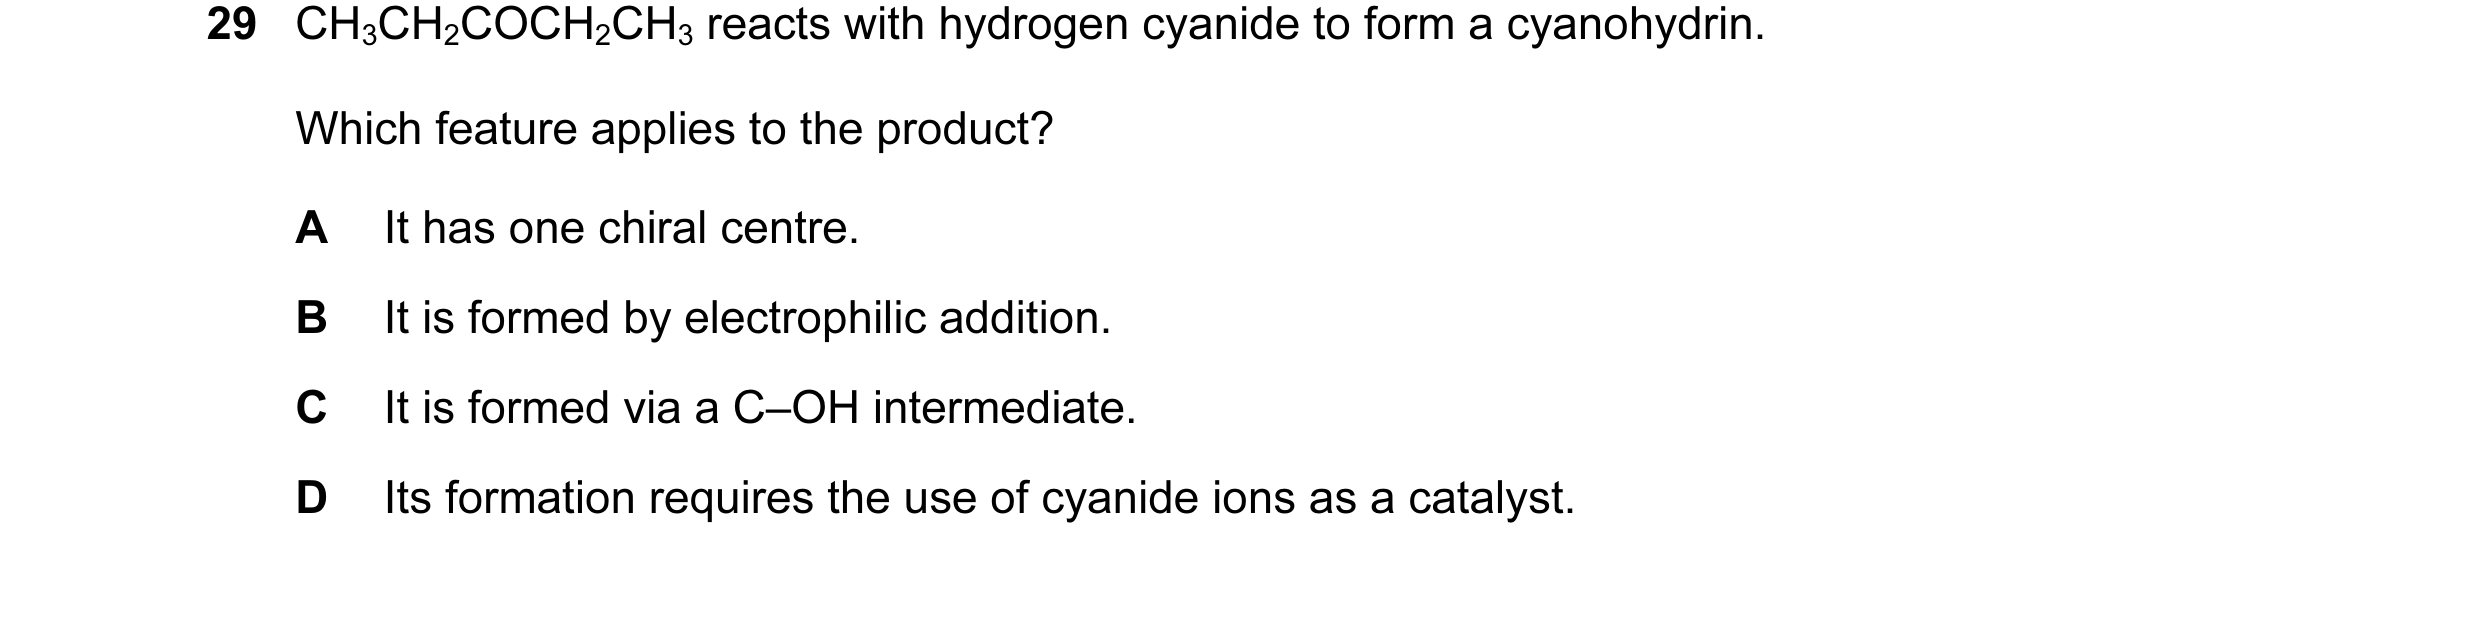 29 CH₃CH₂COCH₂CH₃ reacts with hydrogen cyanide to form a cyanohydrin.
Which feature applies to the product?
A It has one chiral centre.
B It is formed by electrophilic addition.
C It is formed via a C–OH intermediate.
D Its formation requires the use of cyanide ions as a catalyst.